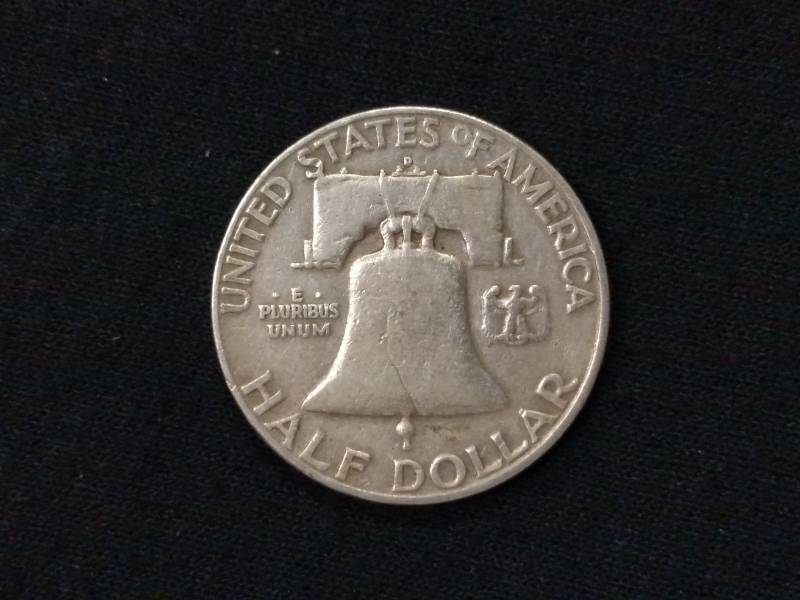 UNITED STATES OF AMERICA
D
· E ·
PLURIBUS
UNUM
HALF DOLLAR